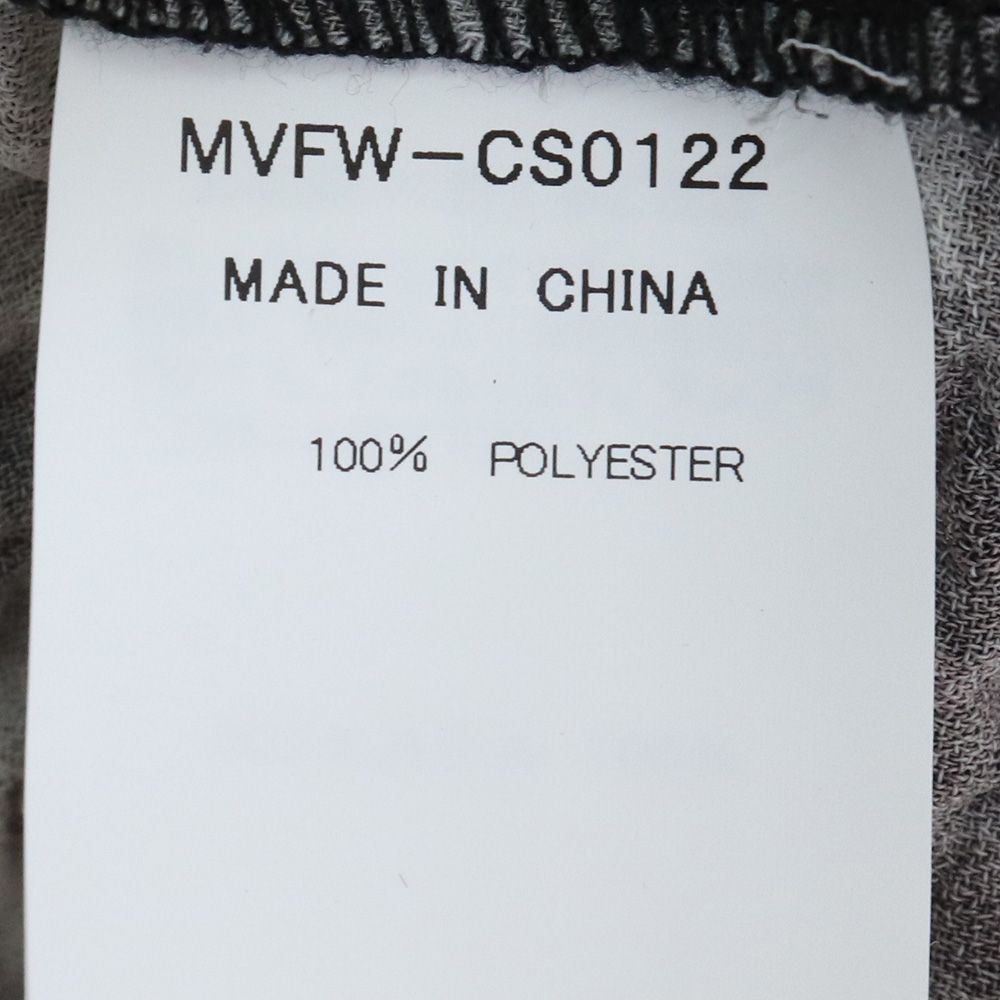 MVFW-CS0122
MADE IN CHINA
100% POLYESTER